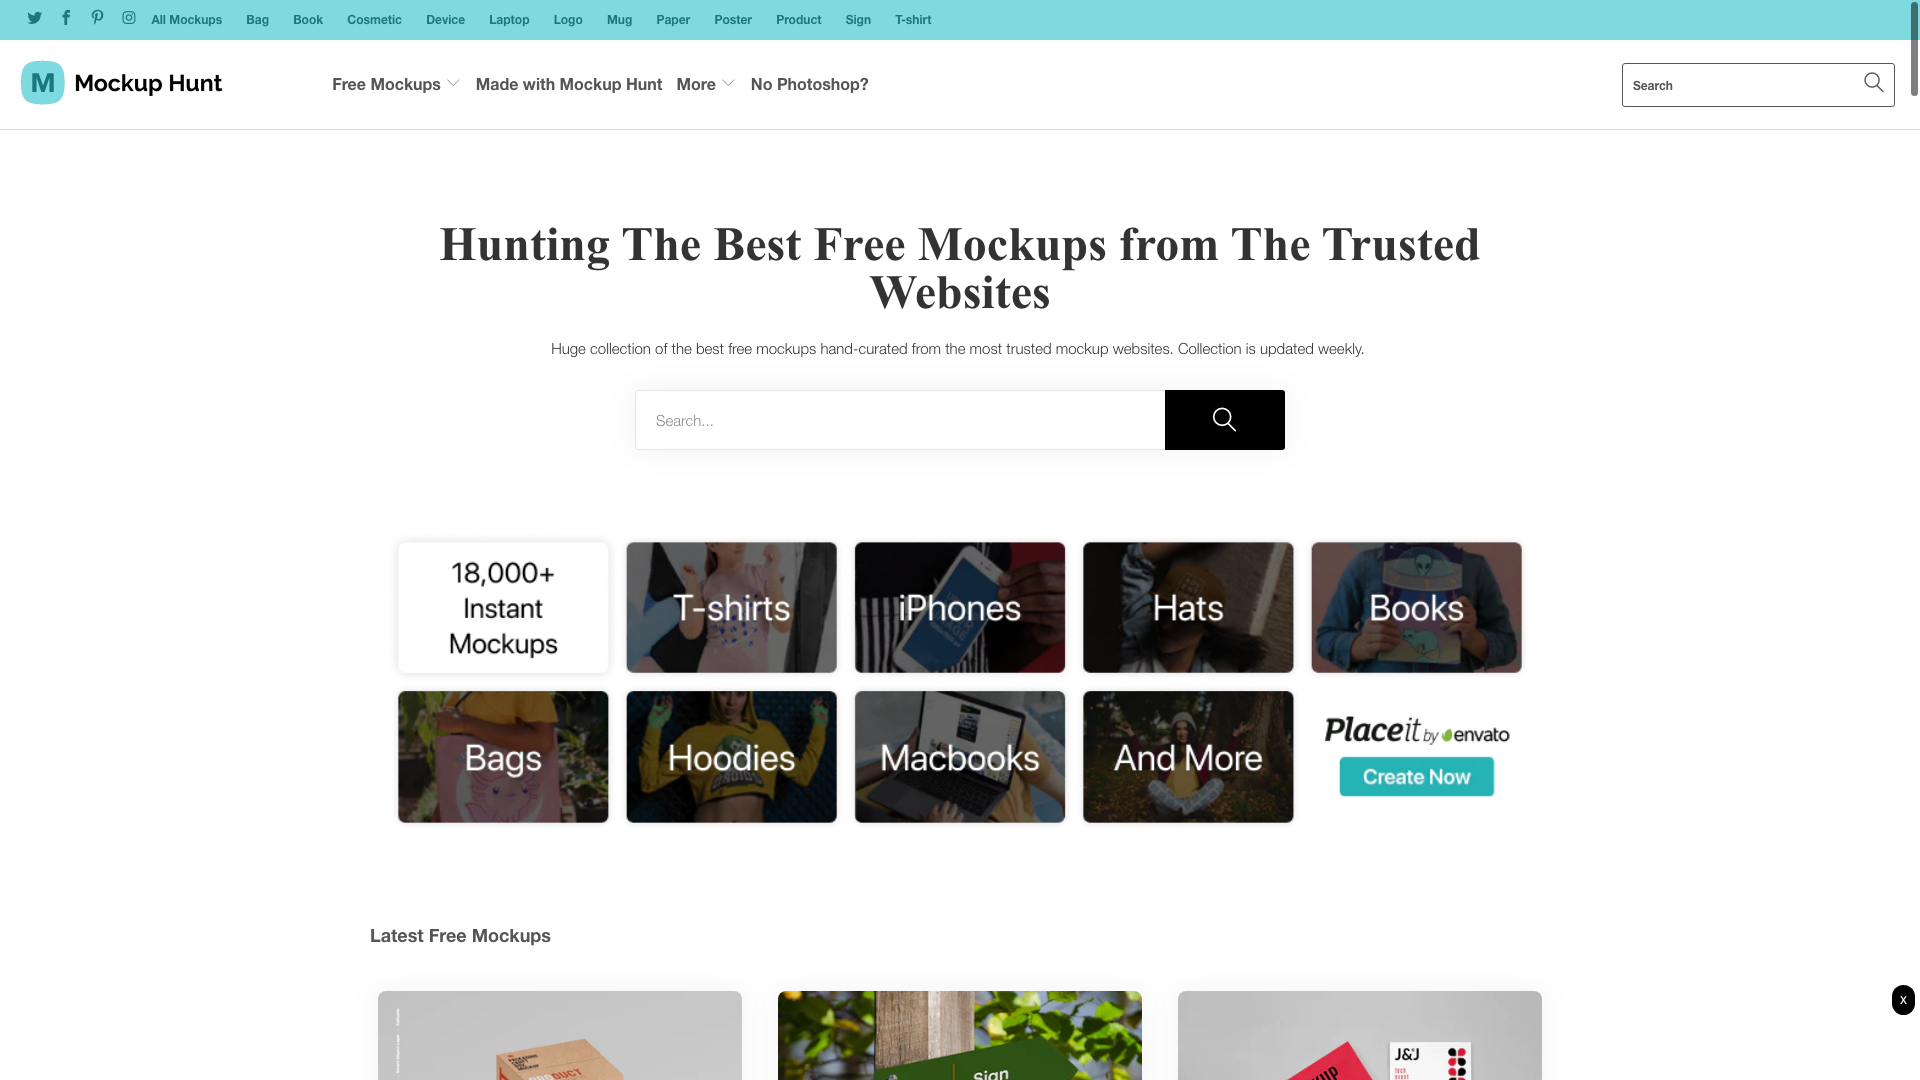 All Mockups Bag Book Cosmetic Device Laptop Logo Mug Paper Poster Product Sign T-shirt
M Mockup Hunt
Free Mockups Made with Mockup Hunt More No Photoshop?
Search
Hunting The Best Free Mockups from The Trusted
Websites
Huge collection of the best free mockups hand-curated from the most trusted mockup websites. Collection is updated weekly.
Search...
18,000+
Instant
Mockups
T-shirts
iPhones
Hats
Books
Bags
Hoodies
Macbooks
And More
Placeit by envato
Create Now
Latest Free Mockups
PRODUCT
Sign
J&J
X